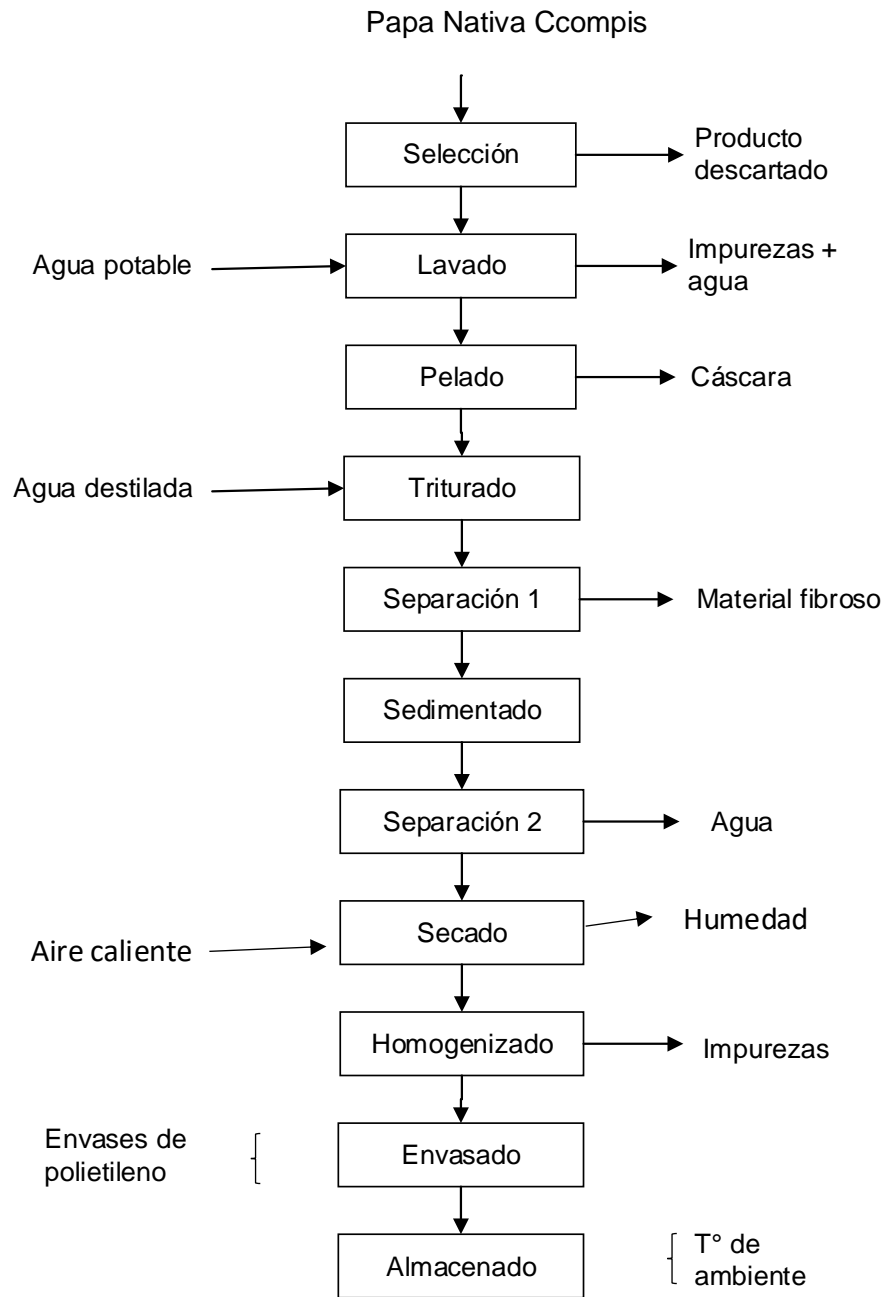 Papa Nativa Ccompis
Selección
Producto
descartado
Agua potable
Lavado
Impurezas +
agua
Pelado
Cáscara
Agua destilada
Triturado
Separación 1
Material fibroso
Sedimentado
Separación 2
Agua
Aire caliente
Secado
Humedad
Homogenizado
Impurezas
Envases de
polietileno
Envasado
Almacenado
T° de
ambiente